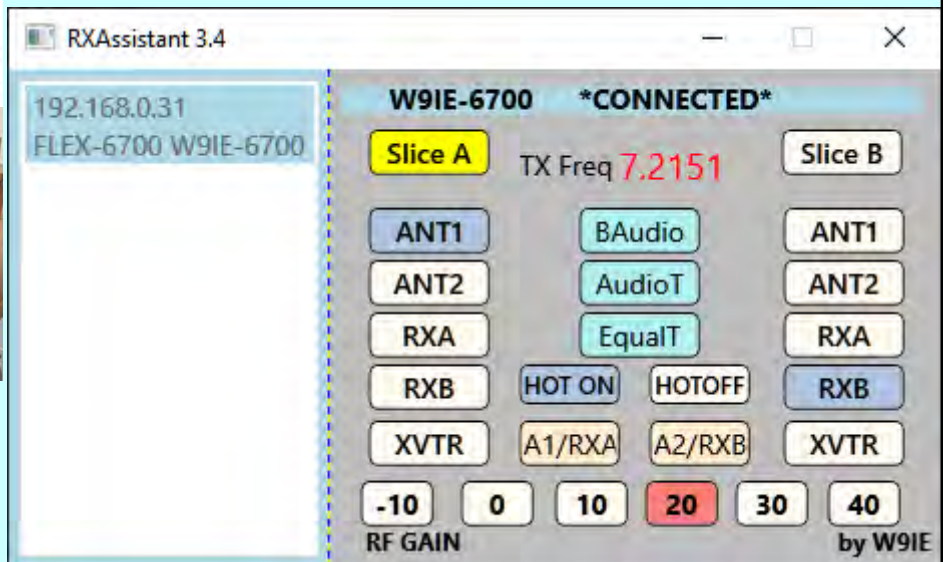 RXAssistant 3.4
192.168.0.31
FLEX-6700 W9IE-6700
W9IE-6700 *CONNECTED*
Slice A TX Freq 7.2151 Slice B
ANT1 BAudio ANT1
ANT2 AudioT ANT2
RXA EqualT RXA
RXB HOT ON HOTOFF RXB
XVTR A1/RXA A2/RXB XVTR
-10 0 10 20 30 40
RF GAIN by W9IE